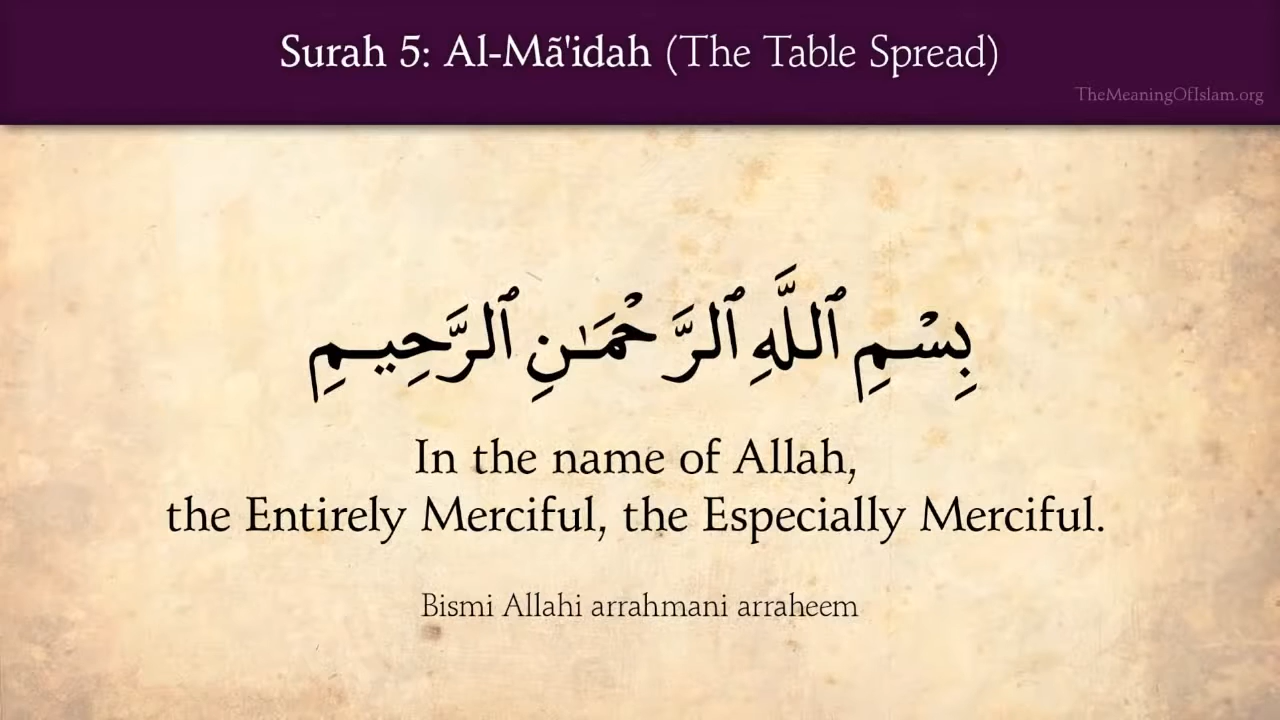 Surah 5: Al-Mã'idah (The Table Spread)
TheMeaningOfIslam.org
بِسْمِ ٱللَّهِ ٱلرَّحْمَـٰنِ ٱلرَّحِيـمِ
In the name of Allah,
the Entirely Merciful, the Especially Merciful.
Bismi Allahi arrahmani arraheem